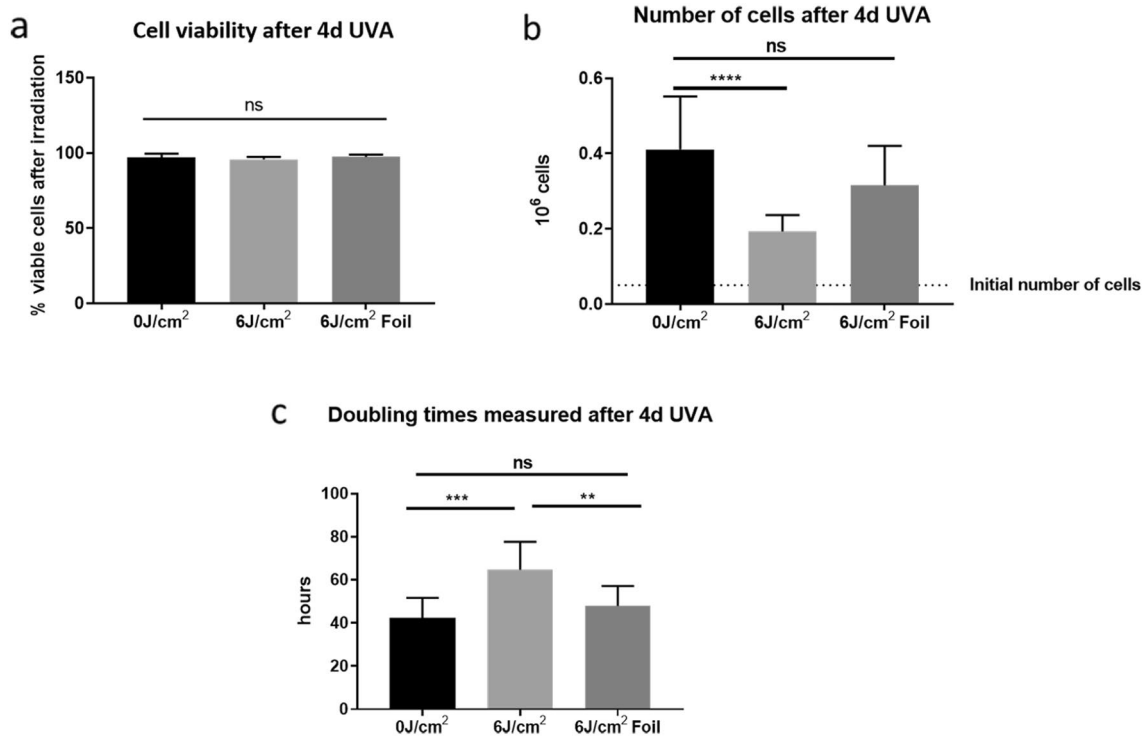 a
Cell viability after 4d UVA
% viable cells after irradiation
150
100
50
0
ns
0J/cm²
6J/cm²
6J/cm² Foil
b
Number of cells after 4d UVA
10⁶ cells
0.6
0.4
0.2
0.0
ns
****
Initial number of cells
0J/cm²
6J/cm²
6J/cm² Foil
c
Doubling times measured after 4d UVA
hours
100
80
60
40
20
0
ns
***
**
0J/cm²
6J/cm²
6J/cm² Foil